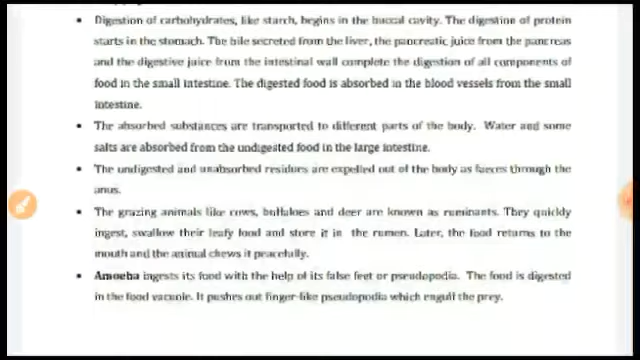 • Digestion of carbohydrates, like starch, begins in the buccal cavity. The digestion of protein
starts in the stomach. The bile secreted from the liver, the pancreatic juice from the pancreas
and the digestive juice from the intestinal wall complete the digestion of all components of
food in the small intestine. The digested food is absorbed in the blood vessels from the small
intestine.
• The absorbed substances are transported to different parts of the body. Water and some
salts are absorbed from the undigested food in the large intestine.
• The undigested and unabsorbed residues are expelled out of the body as faeces through the
anus.
• The grazing animals like cows, buffaloes and deer are known as ruminants. They quickly
ingest, swallow their leafy food and store it in the rumen. Later, the food returns to the
mouth and the animal chews it peacefully.
• Amoeba ingests its food with the help of its false feet or pseudopodia. The food is digested
in the food vacuole. It pushes out finger-like pseudopodia which engulf the prey.